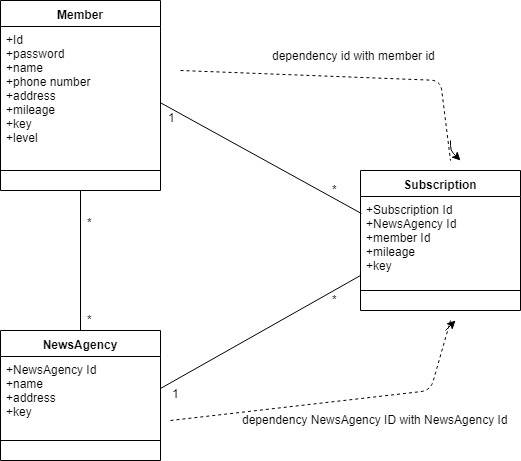 Member
+Id
+password
+name
+phone number
+address
+mileage
+key
+level
dependency id with member id
1
*
Subscription
+Subscription Id
+NewsAgency Id
+member Id
+mileage
+key
*
*
*
NewsAgency
+NewsAgency Id
+name
+address
+key
1
dependency NewsAgency ID with NewsAgency Id